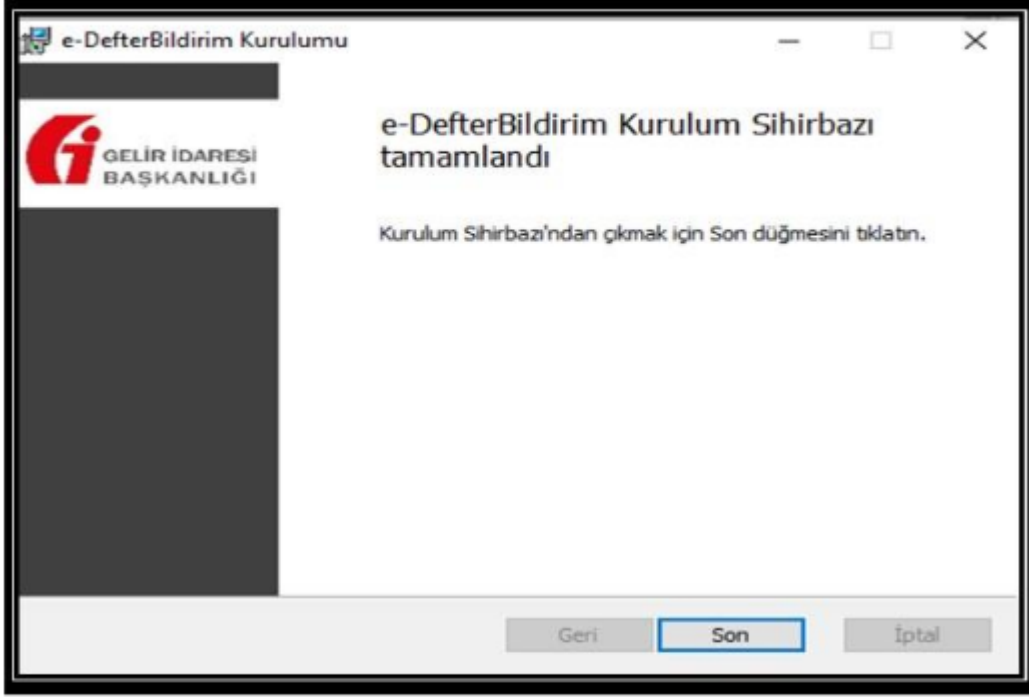 e-DefterBildirim Kurulumu
GELİR İDARESİ
BAŞKANLIĞI
e-DefterBildirim Kurulum Sihirbazı
tamamlandı
Kurulum Sihirbazı'ndan çıkmak için Son düğmesini tıklatın.
Geri
Son
İptal